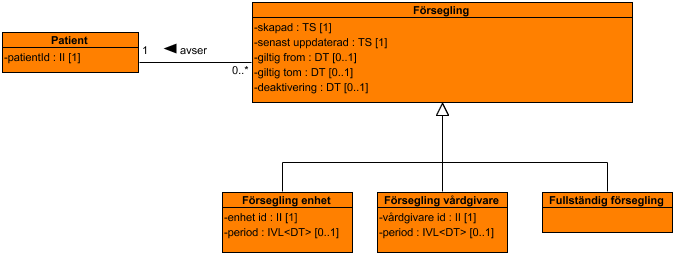 Försegling
-skapad : TS [1]
-senast uppdaterad : TS [1]
-giltig from : DT [0..1]
-giltig tom : DT [0..1]
-deaktivering : DT [0..1]
Patient
-patientId : II [1]
1
avser
0..*
Försegling enhet
-enhet id : II [1]
-period : IVL<DT> [0..1]
Försegling vårdgivare
-vårdgivare id : II [1]
-period : IVL<DT> [0..1]
Fullständig försegling